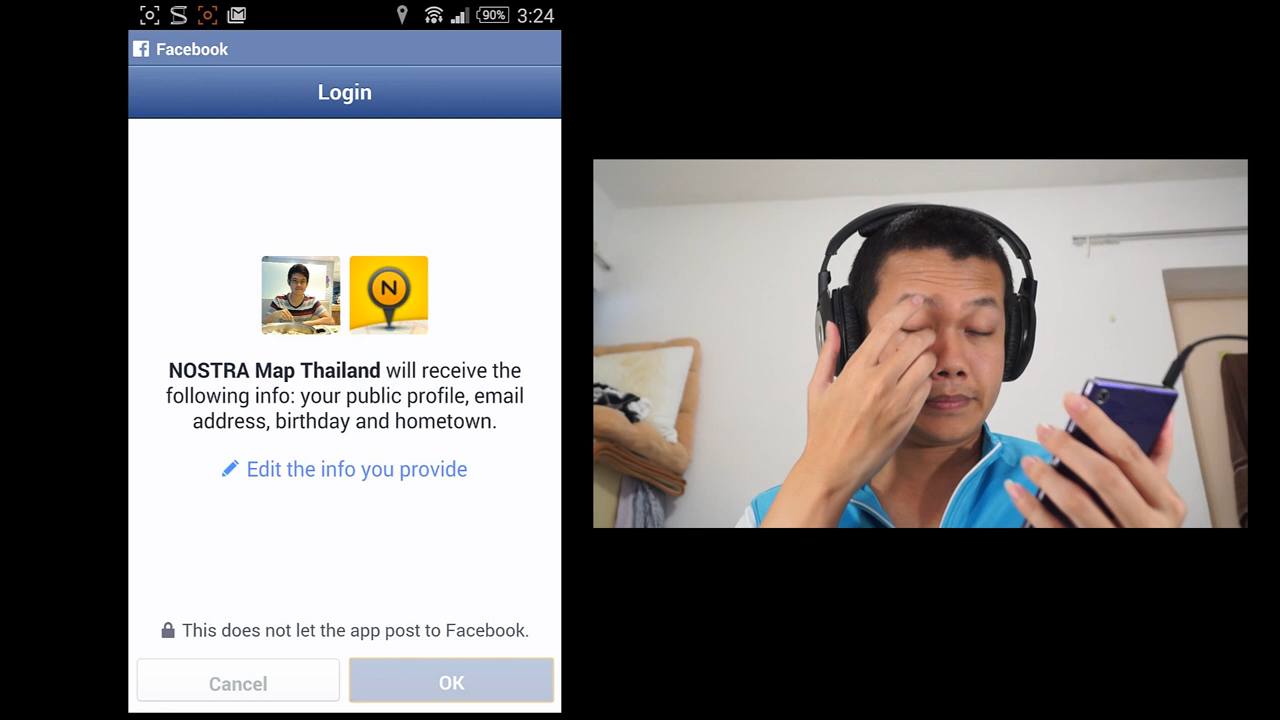 90% 3:24
Facebook
Login
N
NOSTRA Map Thailand will receive the
following info: your public profile, email
address, birthday and hometown.
Edit the info you provide
This does not let the app post to Facebook.
Cancel OK